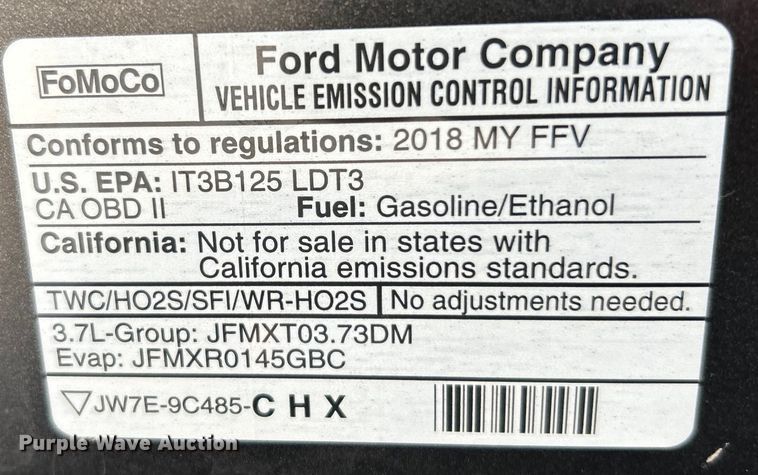 FoMoCo
Ford Motor Company
VEHICLE EMISSION CONTROL INFORMATION
Conforms to regulations: 2018 MY FFV
U.S. EPA: IT3B125 LDT3
CA OBD II Fuel: Gasoline/Ethanol
California: Not for sale in states with
California emissions standards.
TWC/HO2S/SFI/WR-HO2S No adjustments needed.
3.7L-Group: JFMXT03.73DM
Evap: JFMXR0145GBC
▽JW7E-9C485-C H X
Purple Wave Auction